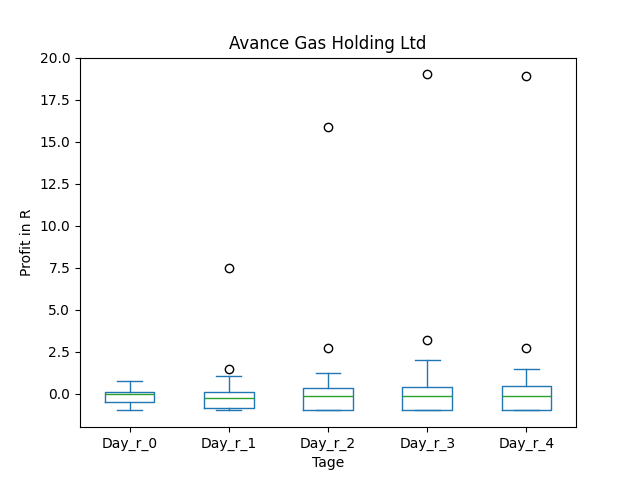 Avance Gas Holding Ltd
20.0
17.5
15.0
12.5
10.0
7.5
5.0
2.5
0.0
Profit in R
Day_r_0 Day_r_1 Day_r_2 Day_r_3 Day_r_4
Tage